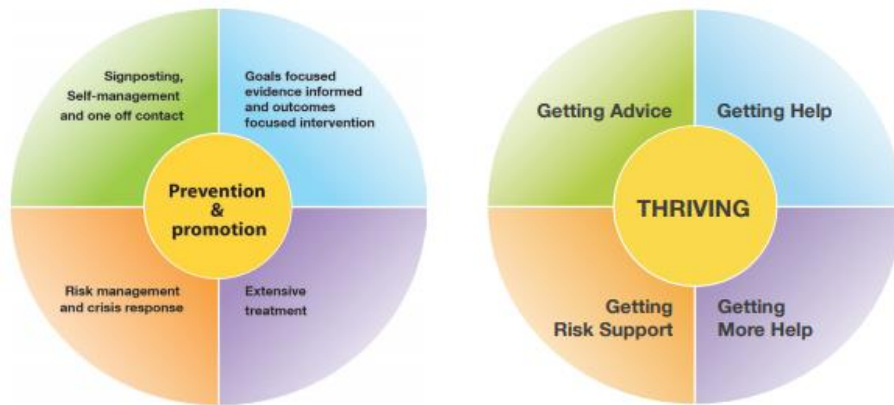 Signposting,
Self-management
and one off contact
Goals focused
evidence informed
and outcomes
focused intervention
Prevention
&
promotion
Risk management
and crisis response
Extensive
treatment
Getting Advice
Getting Help
THRIVING
Getting
Risk Support
Getting
More Help